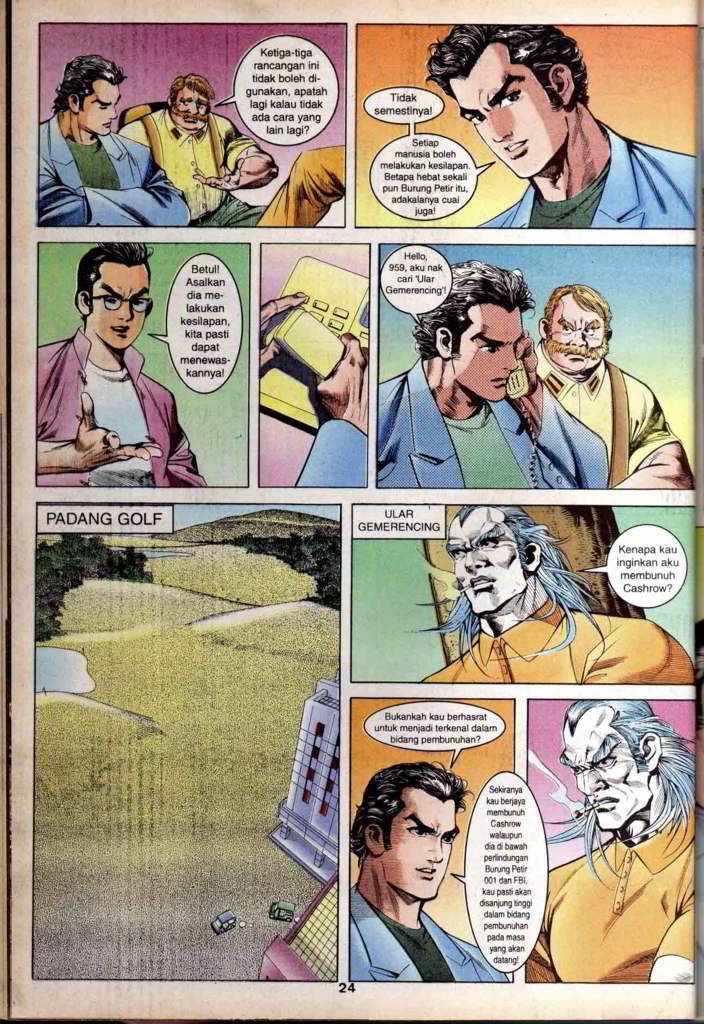 Ketiga-tiga
rancangan ini
tidak boleh di-
gunakan, apatah
lagi kalau tidak
ada cara yang
lain lagi?
Tidak
semestinya!
Setiap
manusia boleh
melakukan kesilapan.
Betapa hebat sekali
pun Burung Petir itu,
adakalanya cuai
juga!
Betul!
Asalkan
dia me-
lakukan
kesilapan,
kita pasti
dapat
menewas-
kannya!
Hello,
959, aku nak
cari 'Ular
Gemerencing'!
PADANG GOLF
ULAR
GEMERENCING
Kenapa kau
inginkan aku
membunuh
Cashrow?
Bukankah kau berhasrat
untuk menjadi terkenal dalam
bidang pembunuhan?
Sekiranya
kau berjaya
membunuh
Cashrow
walaupun
dia di bawah
perlindungan
Burung Petir
001 dan FBI,
kau pasti akan
disanjung tinggi
dalam bidang
pembunuhan
pada masa
yang akan
datang!
24